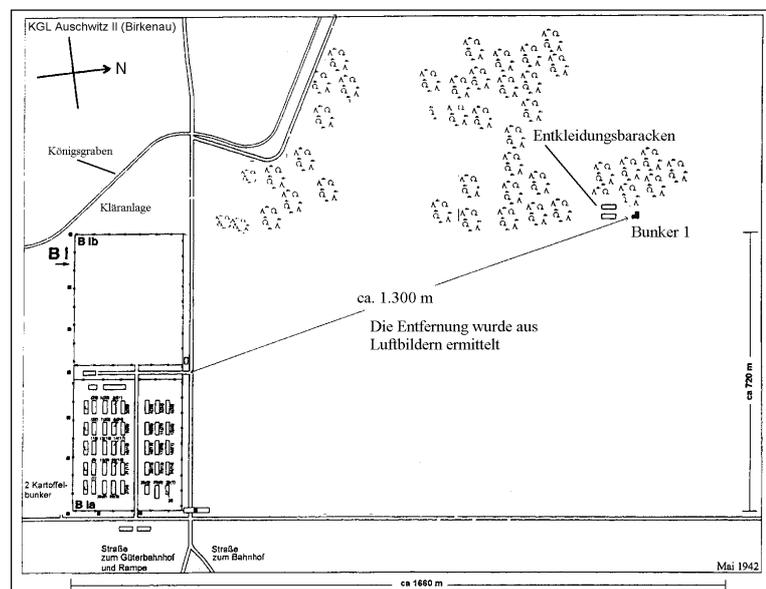 KGL Auschwitz II (Birkenau)
N
Königsgraben
Kläranlage
Entkleidungsbaracken
Bunker 1
B Ib
B I
ca. 1.300 m
Die Entfernung wurde aus
Luftbildern ermittelt
ca 720 m
2 Kartoffel-
bunker
B Ia
Straße
zum Güterbahnhof
und Rampe
Straße
zum Bahnhof
Mai 1942
ca 1660 m